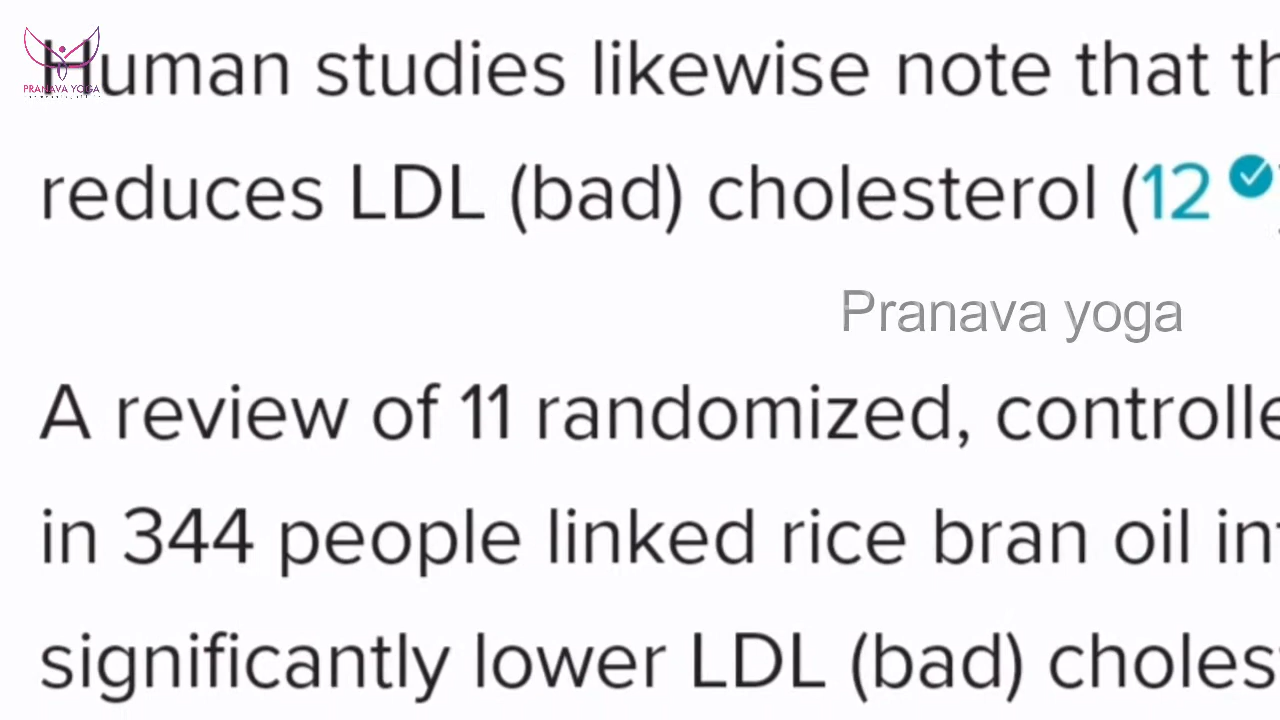 Human studies likewise note that th
PRANAVA YOGA
reduces LDL (bad) cholesterol (12
Pranava yoga
A review of 11 randomized, controlle
in 344 people linked rice bran oil in
significantly lower LDL (bad) choles